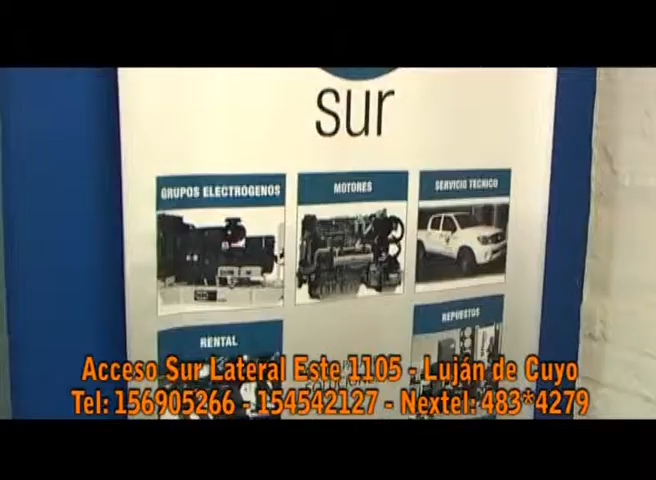 sur
GRUPOS ELECTRÓGENOS
MOTORES
SERVICIO TECNICO
RENTAL
REPUESTOS
Acceso Sur Lateral Este 1105 - Luján de Cuyo
Tel: 156905266 - 154542127 - Nextel: 483*4279